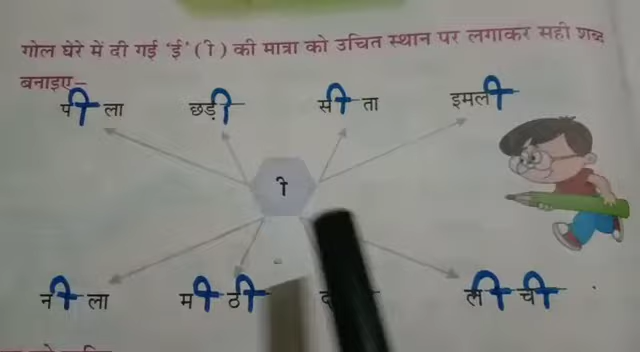 गोल घेरे में दी गई 'ई' ( ी ) की मात्रा को उचित स्थान पर लगाकर सही शब्द
बनाइए–
पीला छड़ी सीता इमली
ी
नीला मीठी लीची